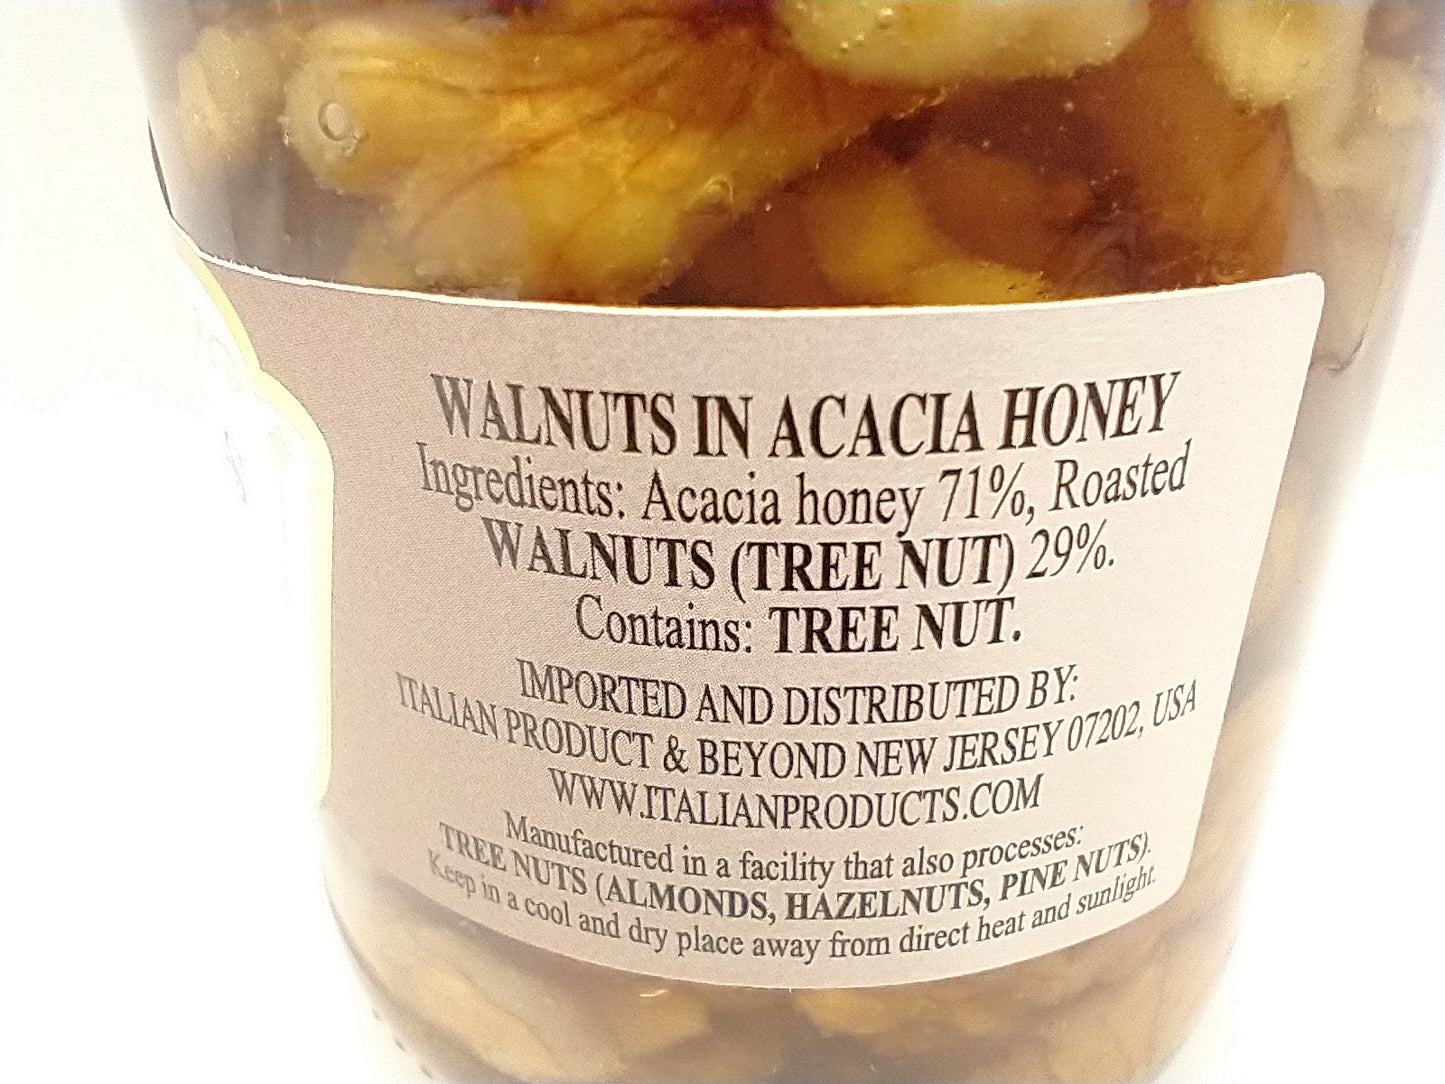 WALNUTS IN ACACIA HONEY
Ingredients: Acacia honey 71%, Roasted
WALNUTS (TREE NUT) 29%.
Contains: TREE NUT.
IMPORTED AND DISTRIBUTED BY:
ITALIAN PRODUCT & BEYOND NEW JERSEY 07202, USA
WWW.ITALIANPRODUCTS.COM
Manufactured in a facility that also processes:
TREE NUTS (ALMONDS, HAZELNUTS, PINE NUTS).
Keep in a cool and dry place away from direct heat and sunlight.